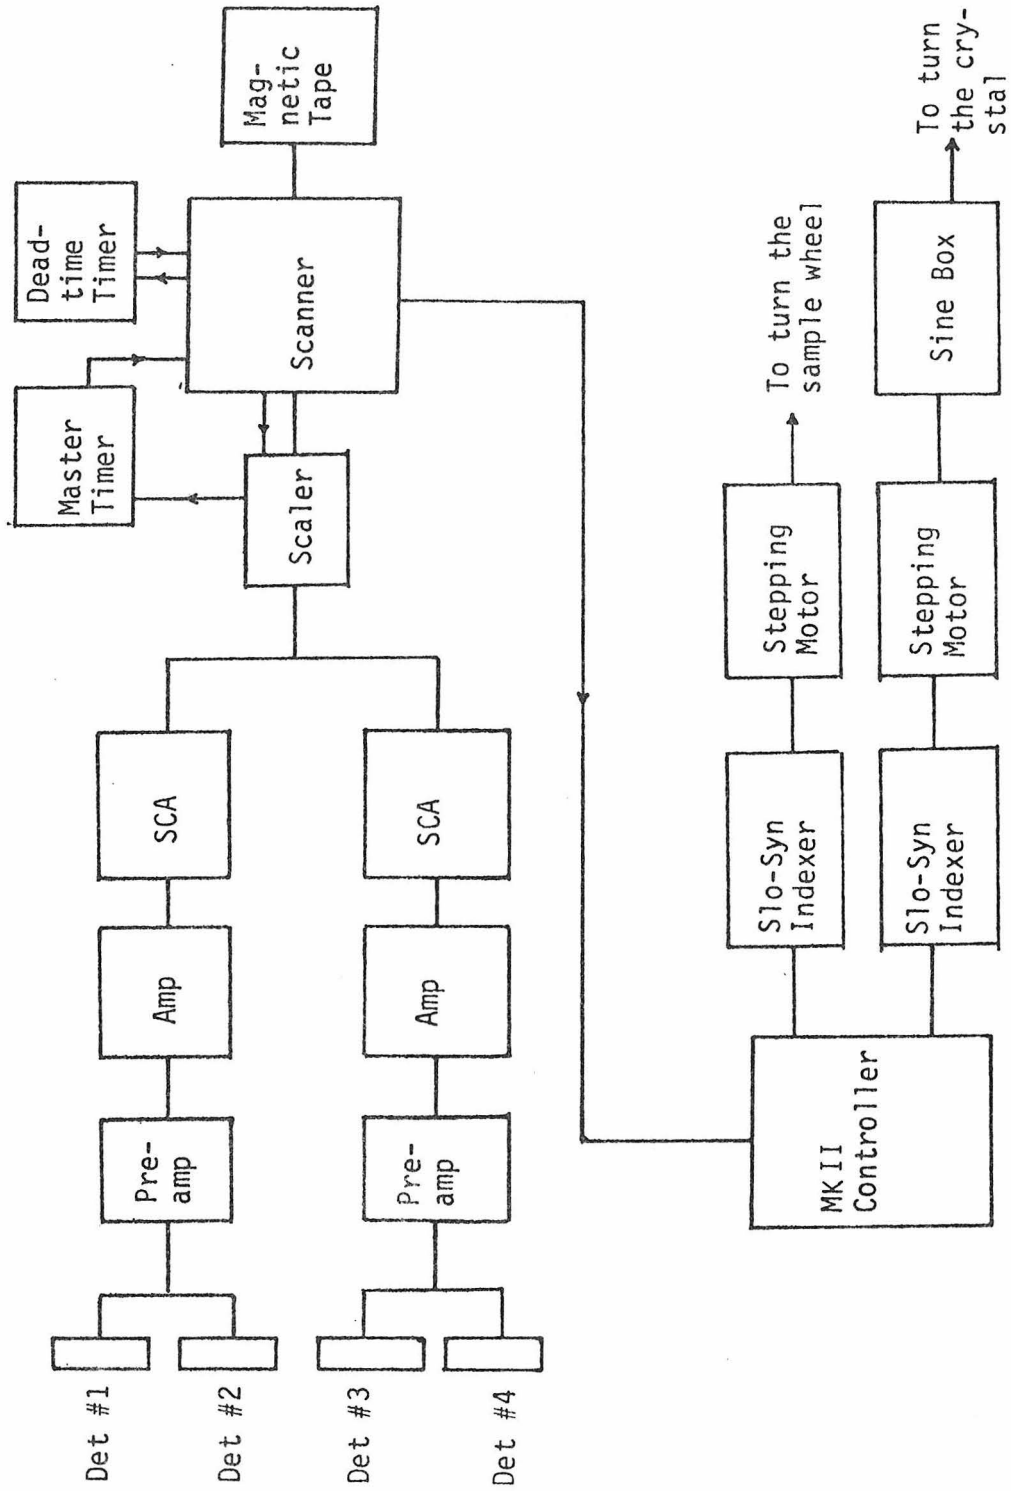 Det #1
Det #2
Det #3
Det #4
Pre-
amp
Amp
SCA
Pre-
amp
Amp
SCA
Scaler
Master
Timer
Dead-
time
Timer
Scanner
Mag-
netic
Tape
MKII
Controller
Slo-Syn
Indexer
Stepping
Motor
To turn the
sample wheel
Slo-Syn
Indexer
Stepping
Motor
Sine Box
To turn
the cry-
stal